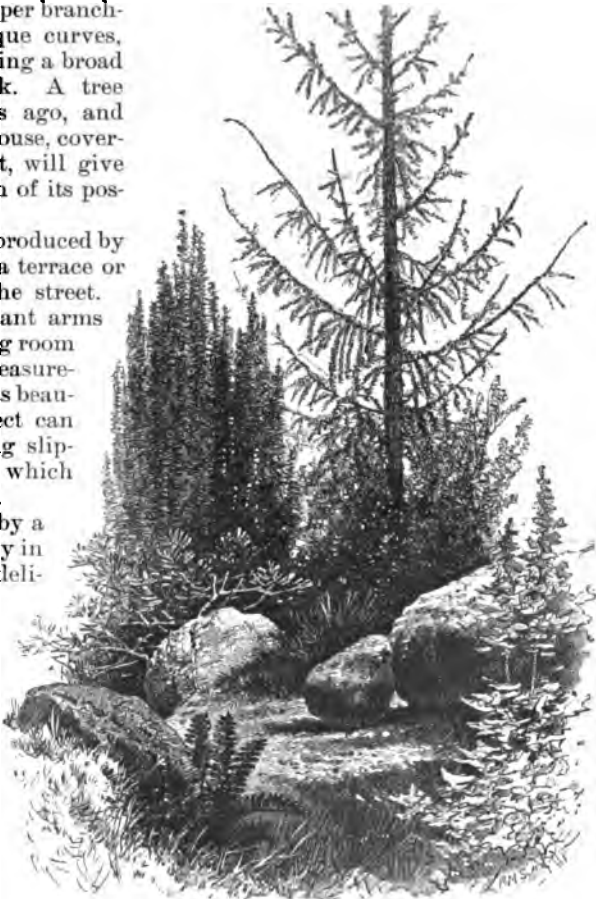 per branch-
que curves,
ing a broad
k. A tree
s ago, and
ouse, cover-
t, will give
n of its pos-
produced by
a terrace or
he street.
ant arms
g room
easure-
s beau-
ect can
g slip-
which
by a
y in
deli-